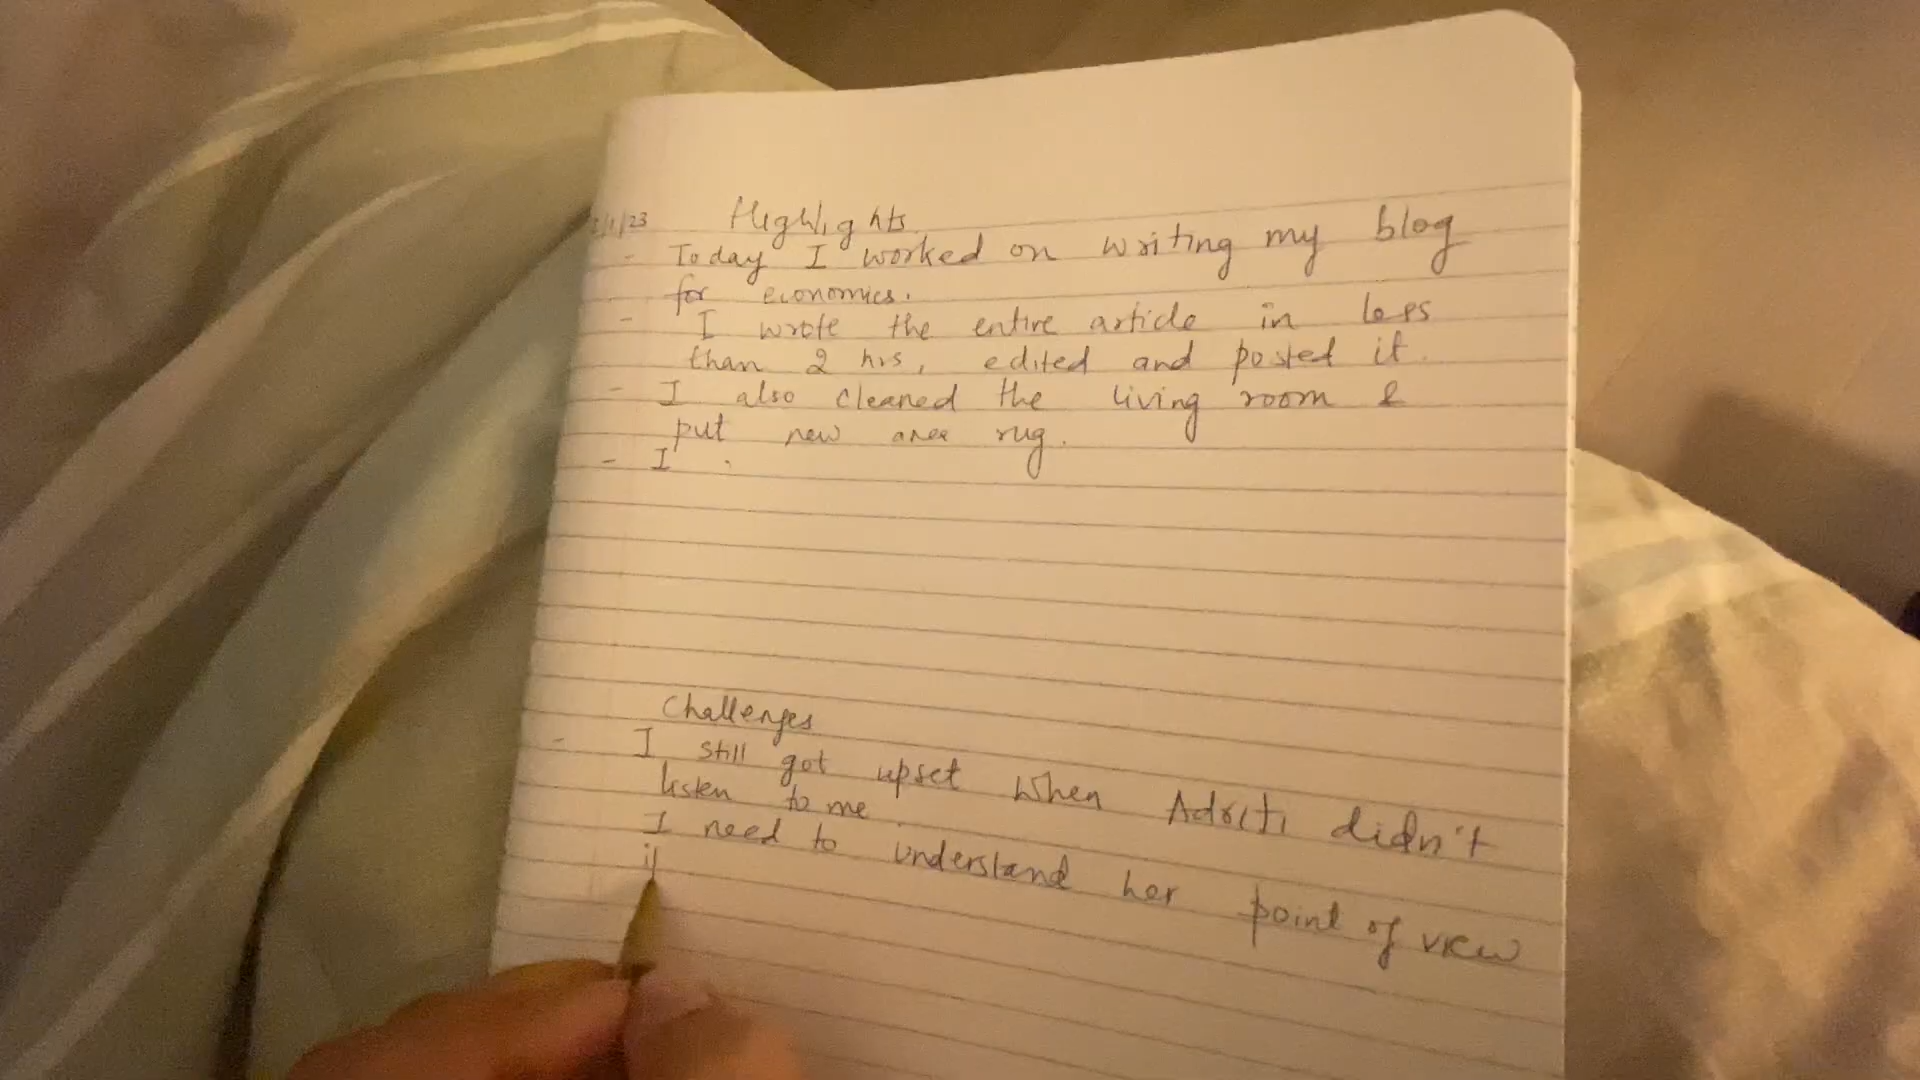 1/1/23 Highlights
- Today I worked on writing my blog
for economics.
- I wrote the entire article in less
than 2 hrs, edited and posted it.
- I also cleaned the living room &
put new area rug.
- I
Challenges
- I still got upset when Adriti didn't
listen to me.
I need to understand her point of view